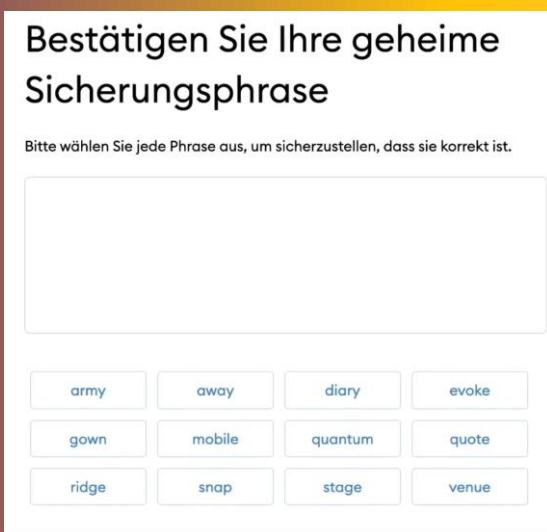 Bestätigen Sie Ihre geheime
Sicherungsphrase
Bitte wählen Sie jede Phrase aus, um sicherzustellen, dass sie korrekt ist.
army away diary evoke
gown mobile quantum quote
ridge snap stage venue